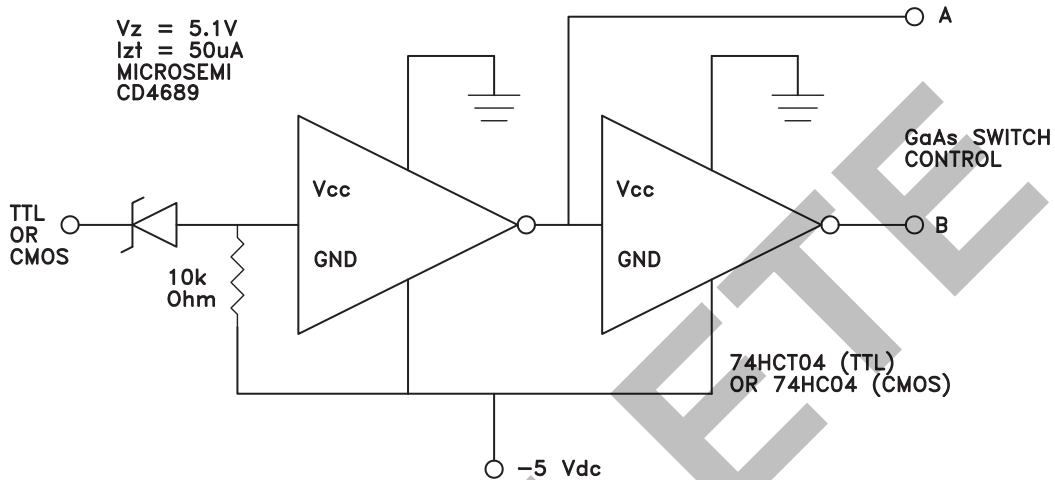 Vz = 5.1V
Izt = 50uA
MICROSEMI
CD4689
A
GaAs SWITCH
CONTROL
Vcc
Vcc
TTL
OR
CMOS
B
GND
GND
10k
Ohm
74HCT04 (TTL)
OR 74HC04 (CMOS)
-5 Vdc
ETE